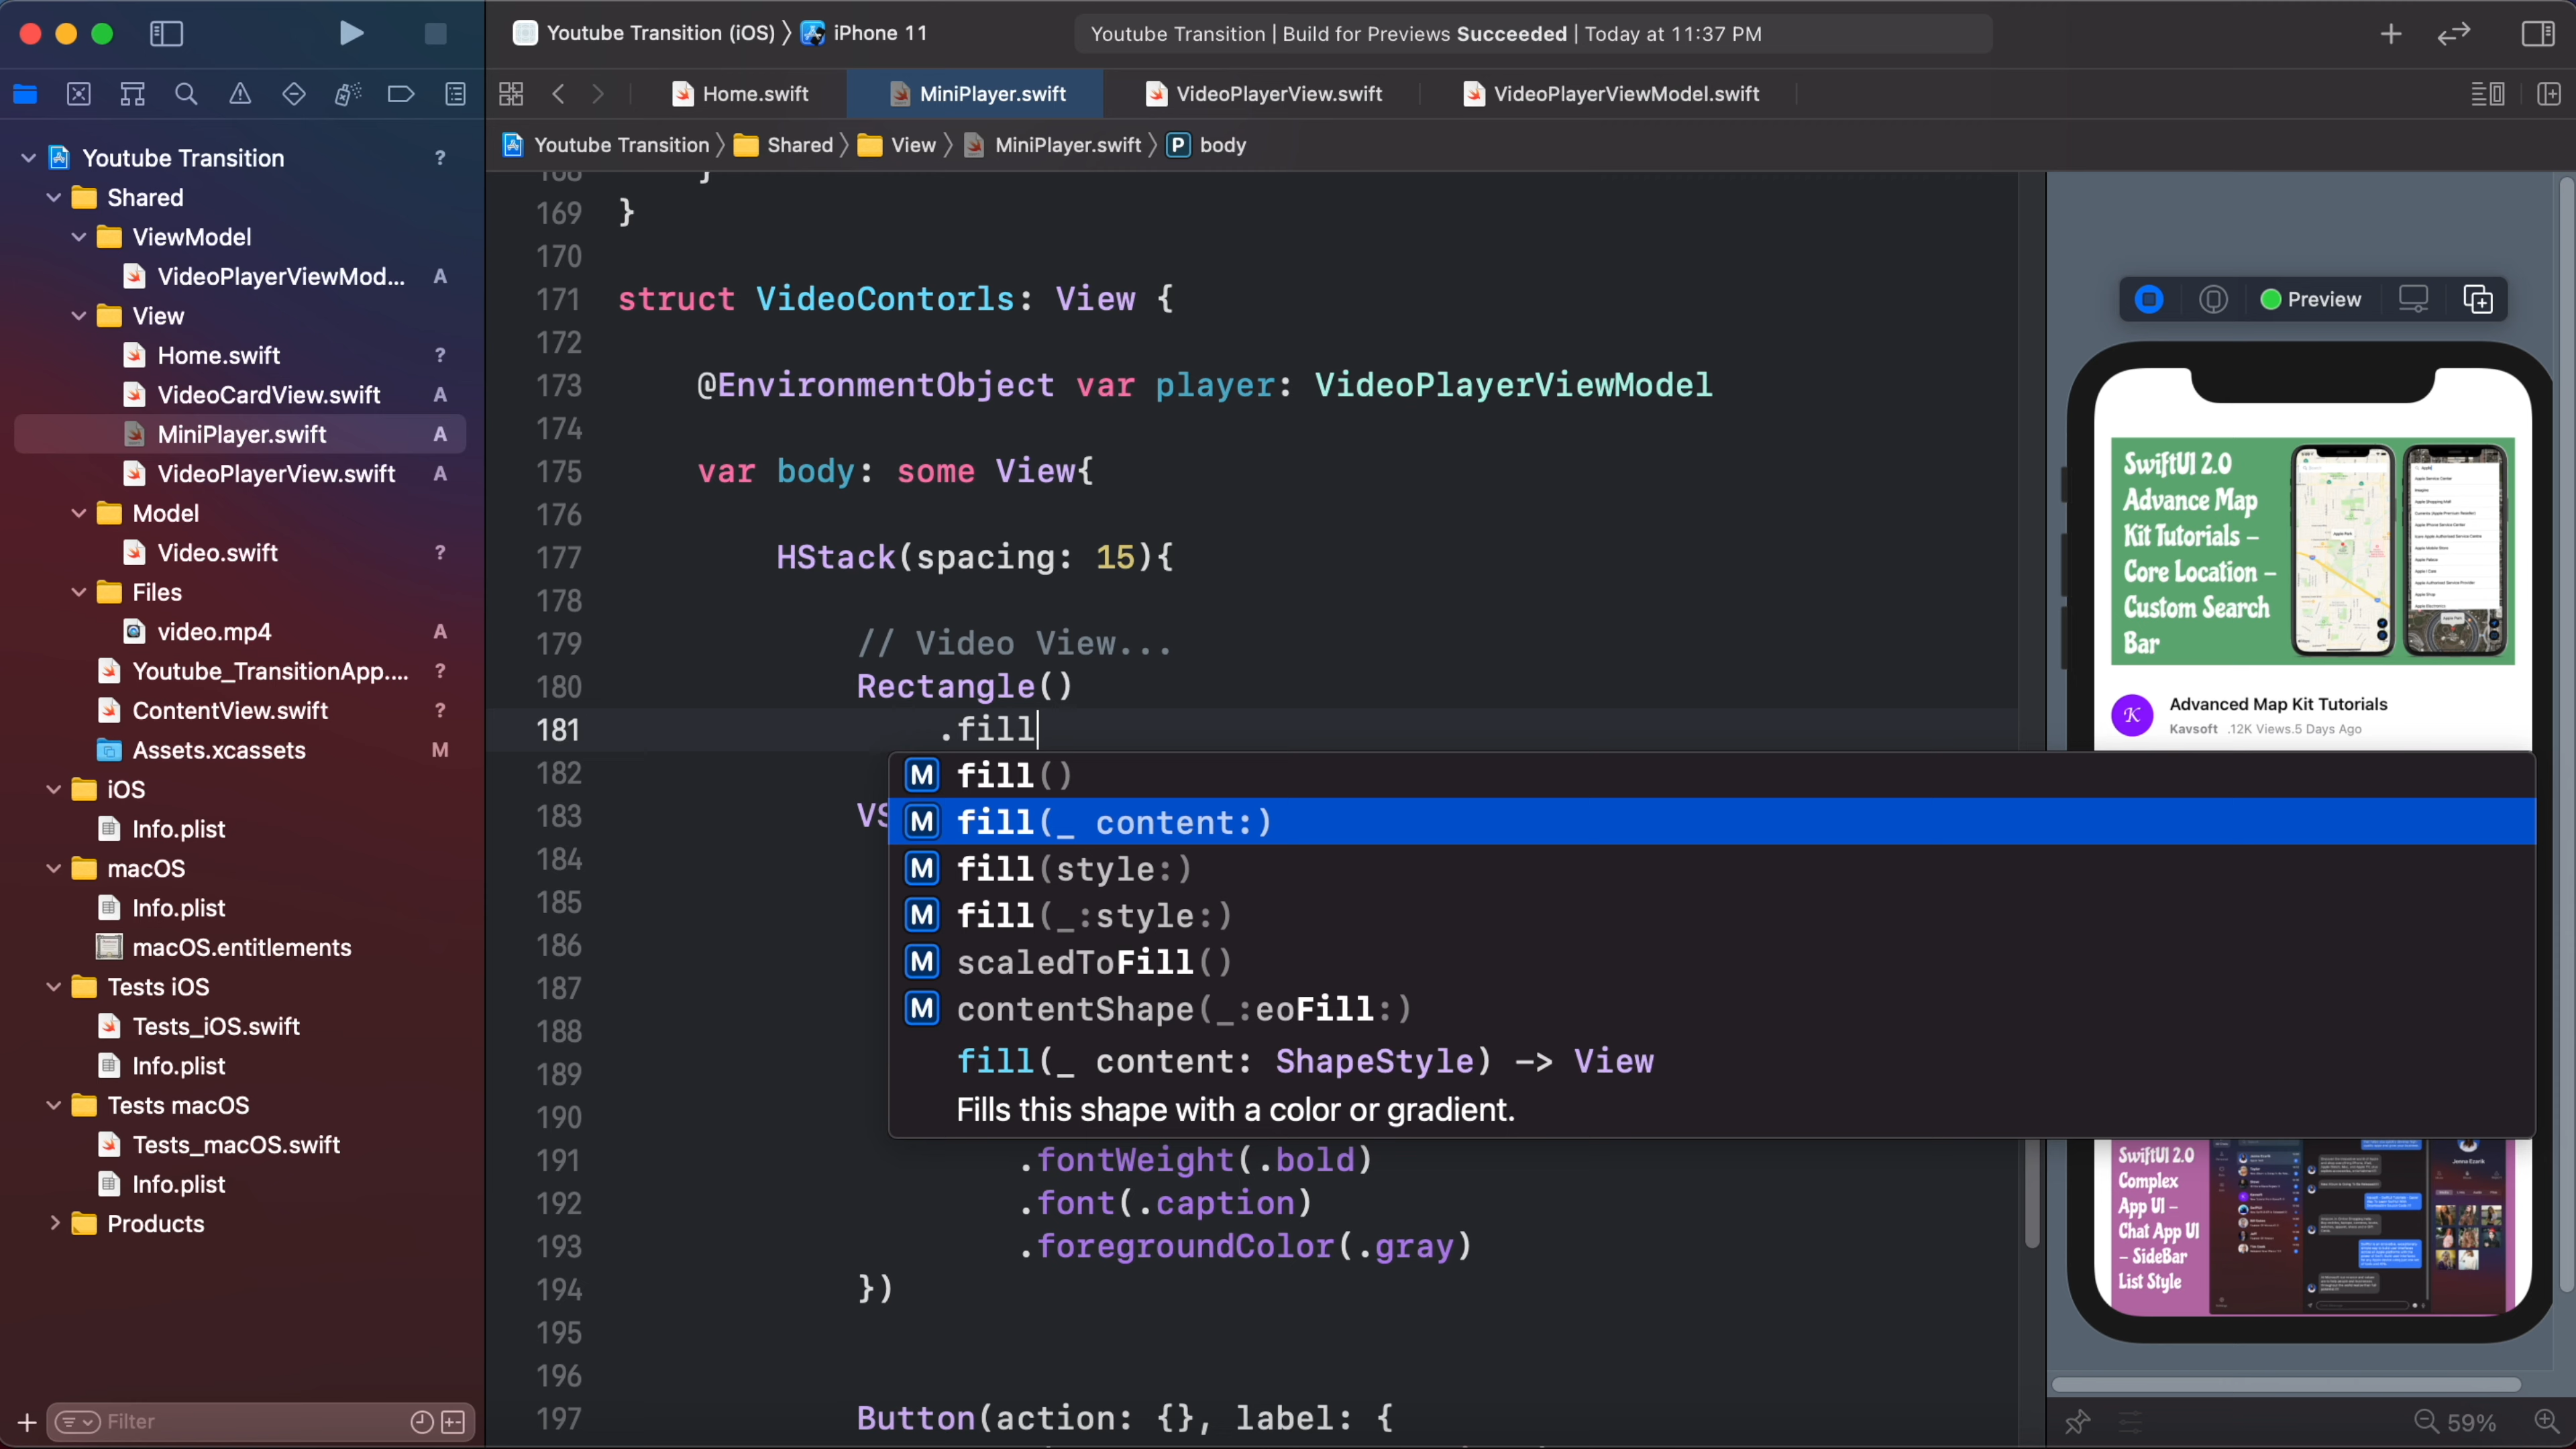 Youtube Transition (iOS) 〉 iPhone 11
Youtube Transition | Build for Previews Succeeded | Today at 11:37 PM
Home.swift
MiniPlayer.swift
VideoPlayerView.swift
VideoPlayerViewModel.swift
Youtube Transition 〉 Shared 〉 View 〉 MiniPlayer.swift 〉 P body
Youtube Transition ?
Shared
ViewModel
VideoPlayerViewMod... A
View
Home.swift ?
VideoCardView.swift A
MiniPlayer.swift A
VideoPlayerView.swift A
Model
Video.swift ?
Files
video.mp4 A
Youtube_TransitionApp.... ?
ContentView.swift ?
Assets.xcassets M
iOS
Info.plist
macOS
Info.plist
macOS.entitlements
Tests iOS
Tests_iOS.swift
Info.plist
Tests macOS
Tests_macOS.swift
Info.plist
Products
Filter
168 }
169 }
170
171 struct VideoContorls: View {
172
173 @EnvironmentObject var player: VideoPlayerViewModel
174
175 var body: some View{
176
177 HStack(spacing: 15){
178
179 // Video View...
180 Rectangle()
181 .fill
182
183 VS
184
185
186
187
188
189
190
191 .fontWeight(.bold)
192 .font(.caption)
193 .foregroundColor(.gray)
194 })
195
196
197 Button(action: {}, label: {
M fill()
M fill(_ content:)
M fill(style:)
M fill(_:style:)
M scaledToFill()
M contentShape(_:eoFill:)
fill(_ content: ShapeStyle) -> View
Fills this shape with a color or gradient.
Preview
SwiftUI 2.0
Advance Map
Kit Tutorials –
Core Location –
Custom Search
Bar
K
Advanced Map Kit Tutorials
Kavsoft .12K Views.5 Days Ago
SwiftUI 2.0
Complex
App UI –
Chat App UI
– SideBar
List Style
59%